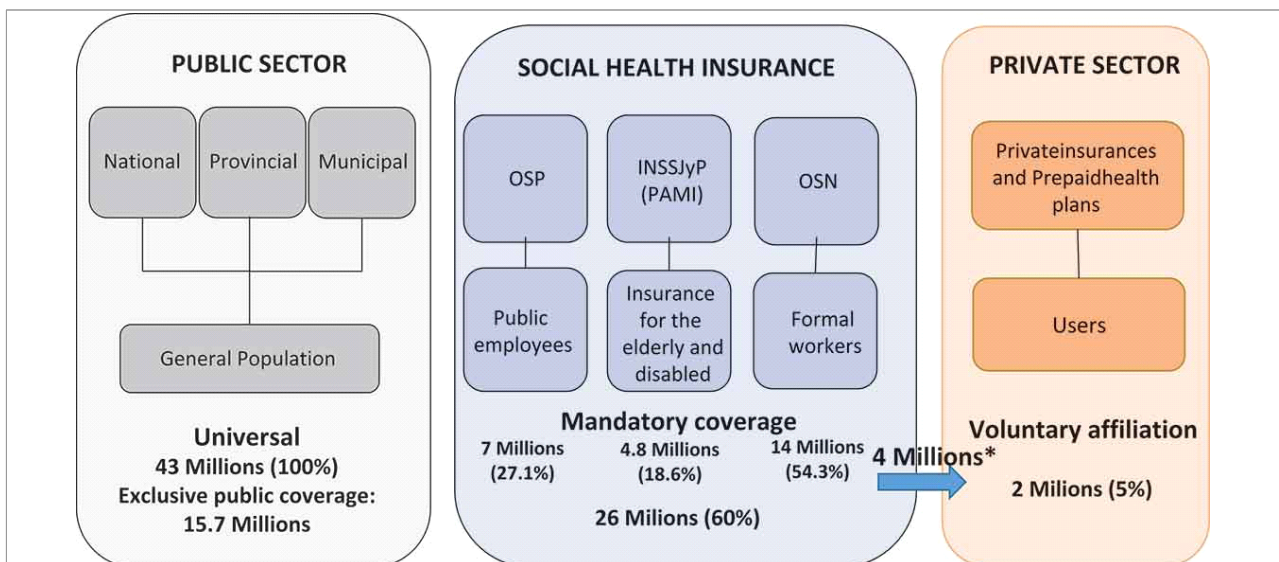 PUBLIC SECTOR
National
Provincial
Municipal
General Population
Universal
43 Millions (100%)
Exclusive public coverage:
15.7 Millions
SOCIAL HEALTH INSURANCE
OSP
INSSJyP
(PAMI)
OSN
Public
employees
Insurance
for the
elderly and
disabled
Formal
workers
Mandatory coverage
7 Millions
(27.1%)
4.8 Millions
(18.6%)
14 Millions
(54.3%)
26 Milions (60%)
4 Millions*
PRIVATE SECTOR
Privateinsurances
and Prepaidhealth
plans
Users
Voluntary affiliation
2 Milions (5%)